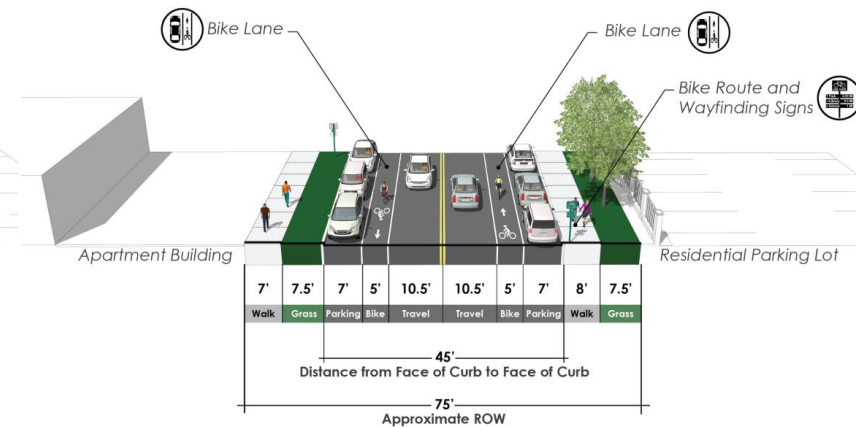 Bike Lane
Bike Lane
Bike Route and
Wayfinding Signs
Apartment Building
Residential Parking Lot
7' 7.5' 7' 5' 10.5' 10.5' 5' 7' 8' 7.5'
Walk Grass Parking Bike Travel Travel Bike Parking Walk Grass
45'
Distance from Face of Curb to Face of Curb
75'
Approximate ROW